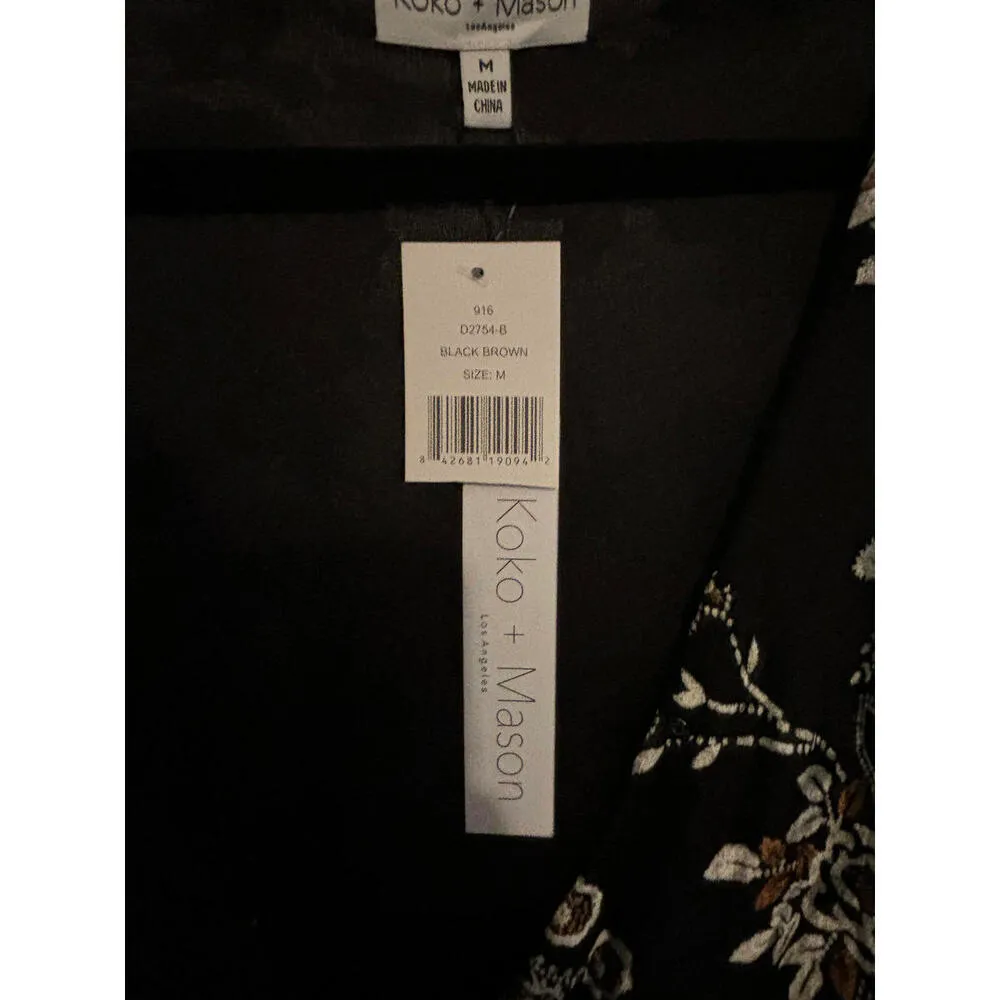 Koko + Mason
Los Angeles
M
MADE IN
CHINA
916
D2754-B
BLACK BROWN
SIZE: M
8 42681 19094 2
Koko + Mason
Los Angeles